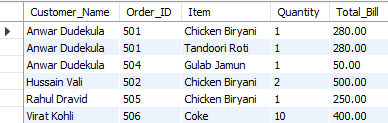 Customer_Name Order_ID Item Quantity Total_Bill
Anwar Dudekula 501 Chicken Biryani 1 280.00
Anwar Dudekula 501 Tandoori Roti 1 280.00
Anwar Dudekula 504 Gulab Jamun 1 50.00
Hussain Vali 502 Chicken Biryani 2 500.00
Rahul Dravid 505 Chicken Biryani 1 250.00
Virat Kohli 506 Coke 10 400.00